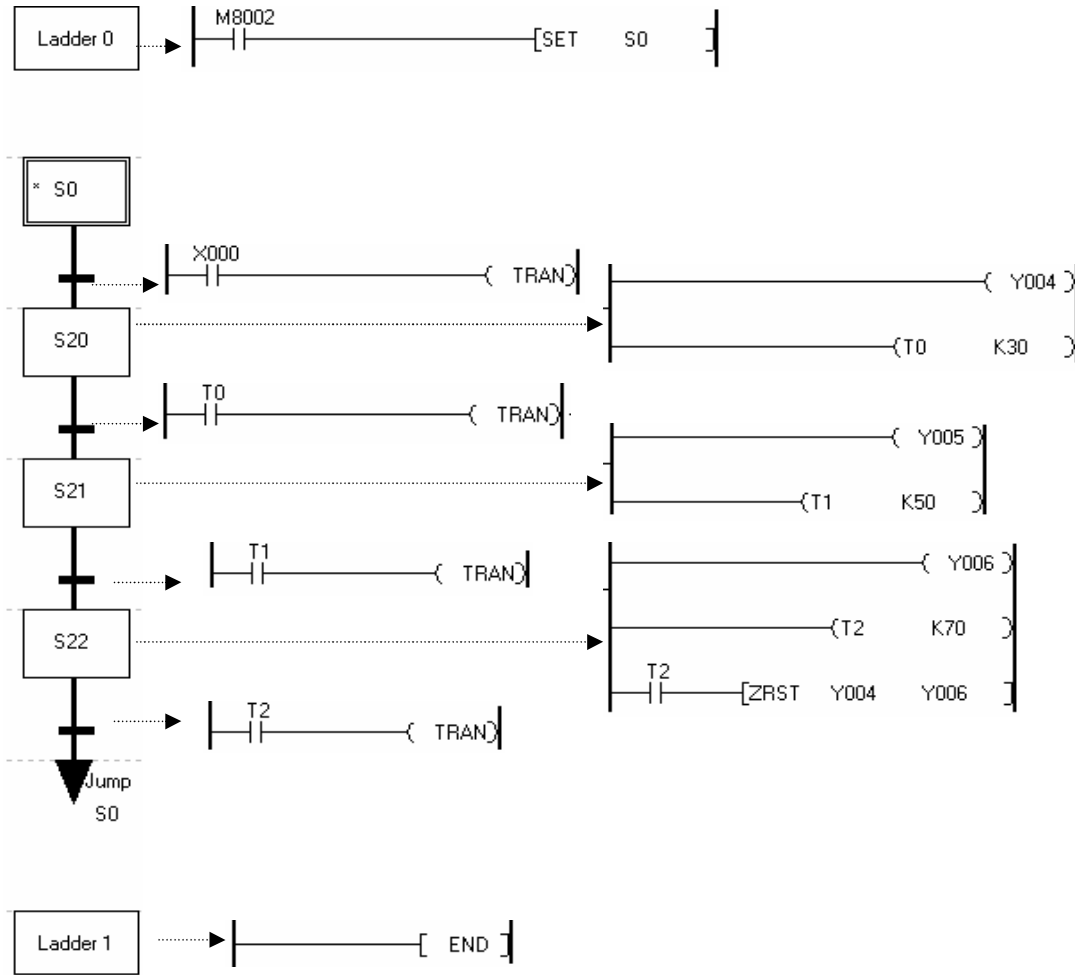 Ladder 0
M8002
[SET S0 ]
* S0
X000
( TRAN)
( Y004 )
S20
(T0 K30 )
T0
( TRAN)
( Y005 )
S21
(T1 K50 )
T1
( TRAN)
( Y006 )
S22
(T2 K70 )
T2
[ZRST Y004 Y006 ]
T2
( TRAN)
Jump
S0
Ladder 1
[ END ]